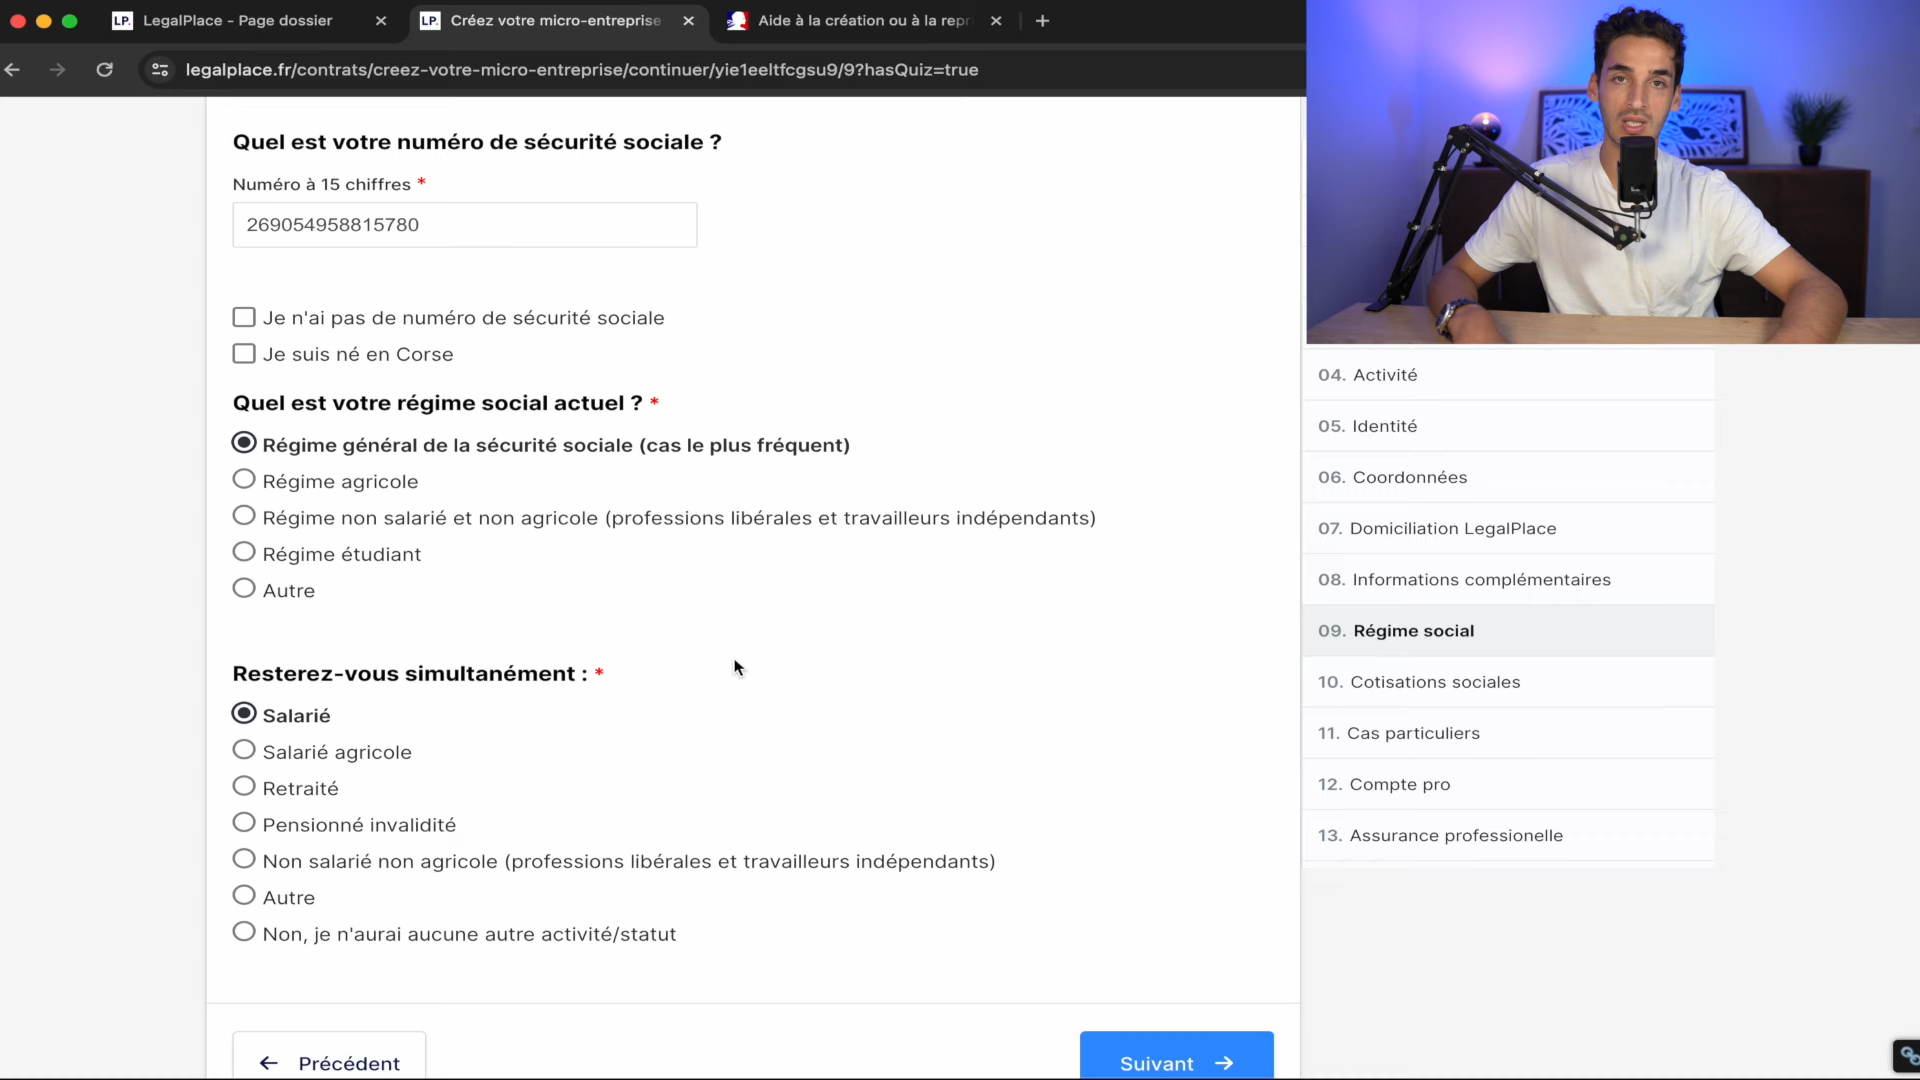 LP. LegalPlace - Page dossier
LP. Créez votre micro-entreprise
Aide à la création ou à la repr
legalplace.fr/contrats/creez-votre-micro-entreprise/continuer/yie1eeltfcgsu9/9?hasQuiz=true
Quel est votre numéro de sécurité sociale ?
Numéro à 15 chiffres *
269054958815780
Je n'ai pas de numéro de sécurité sociale
Je suis né en Corse
Quel est votre régime social actuel ? *
Régime général de la sécurité sociale (cas le plus fréquent)
Régime agricole
Régime non salarié et non agricole (professions libérales et travailleurs indépendants)
Régime étudiant
Autre
Resterez-vous simultanément : *
Salarié
Salarié agricole
Retraité
Pensionné invalidité
Non salarié non agricole (professions libérales et travailleurs indépendants)
Autre
Non, je n'aurai aucune autre activité/statut
← Précédent
Suivant →
04. Activité
05. Identité
06. Coordonnées
07. Domiciliation LegalPlace
08. Informations complémentaires
09. Régime social
10. Cotisations sociales
11. Cas particuliers
12. Compte pro
13. Assurance professionelle